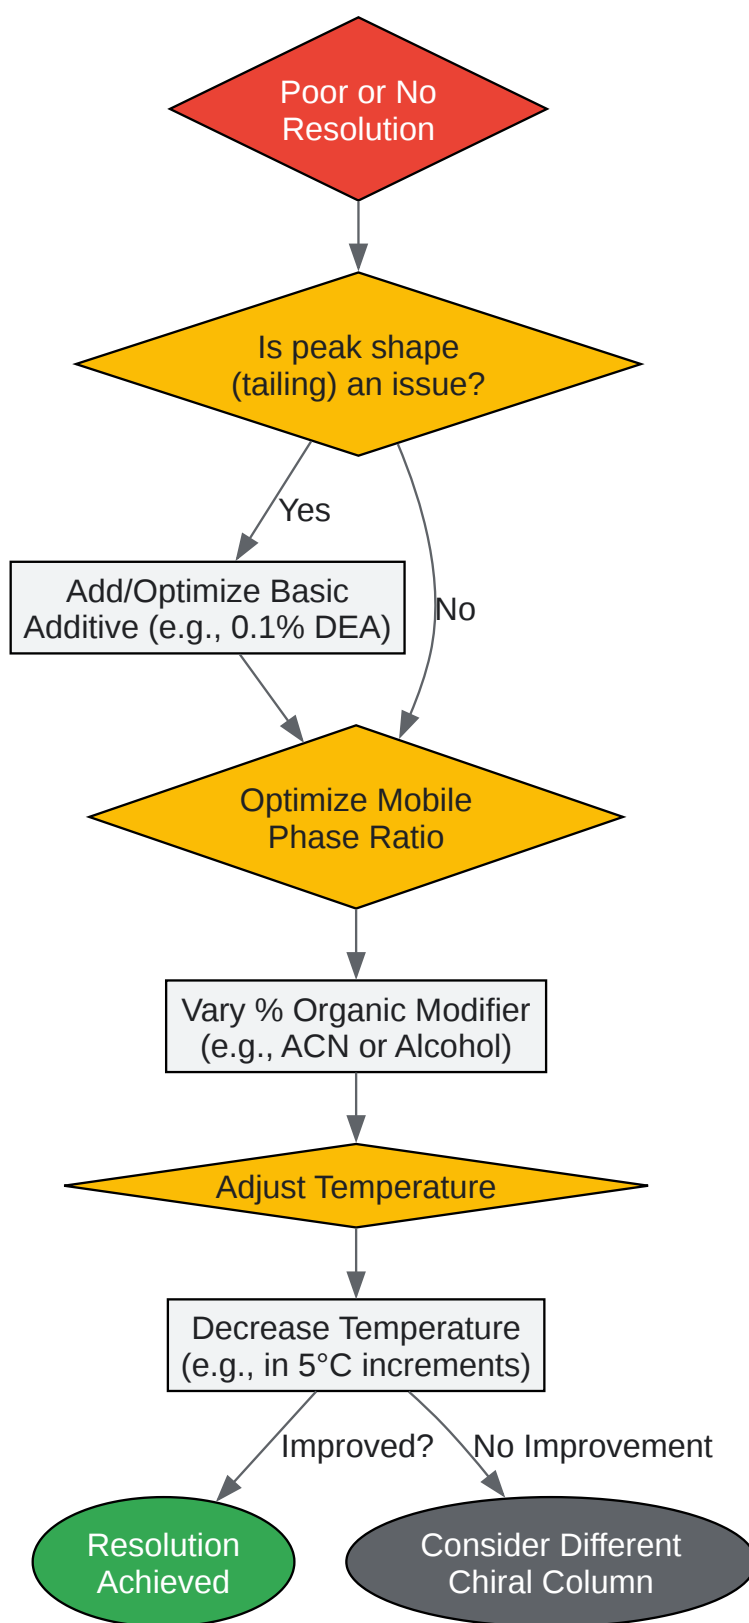 Poor or No
Resolution
Is peak shape
(tailing) an issue?
Yes
Add/Optimize Basic
Additive (e.g., 0.1% DEA)
No
Optimize Mobile
Phase Ratio
Vary % Organic Modifier
(e.g., ACN or Alcohol)
Adjust Temperature
Decrease Temperature
(e.g., in 5°C increments)
Improved?
No Improvement
Resolution
Achieved
Consider Different
Chiral Column